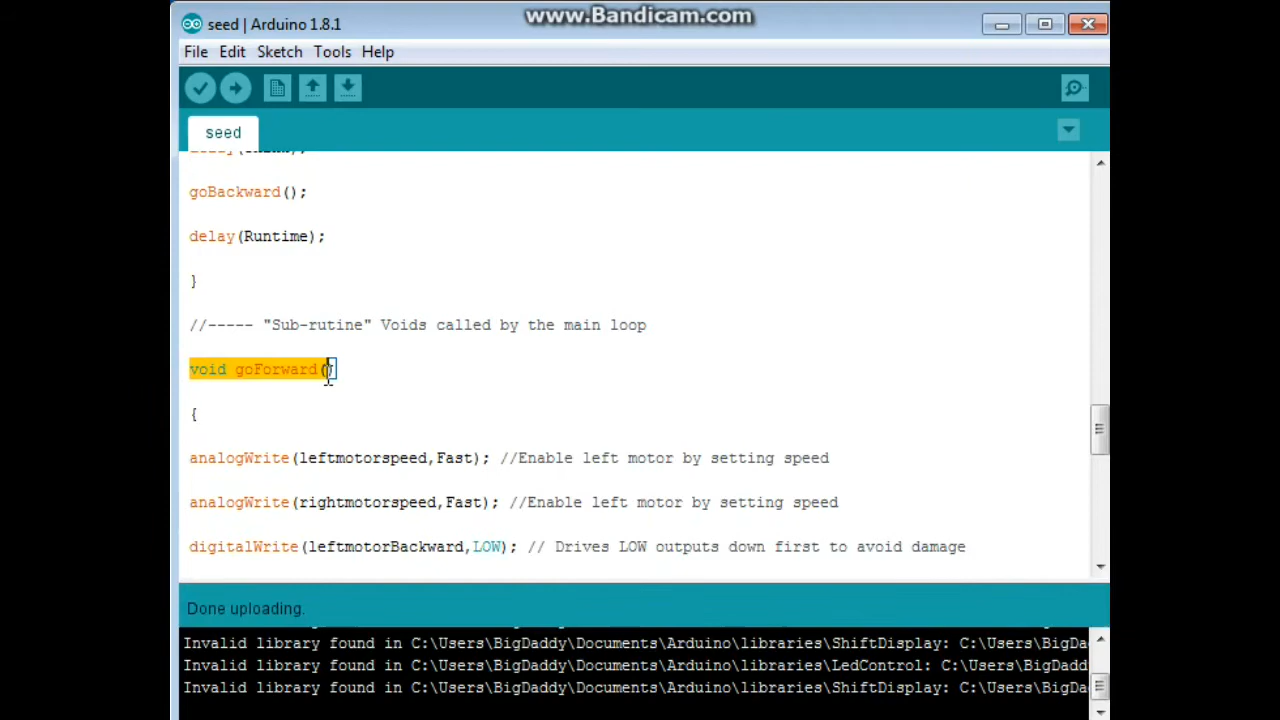 www.Bandicam.com
seed | Arduino 1.8.1
File Edit Sketch Tools Help
seed
goBackward();
delay(Runtime);
}
//----- "Sub-rutine" Voids called by the main loop
void goForward()
{
analogWrite(leftmotorspeed,Fast); //Enable left motor by setting speed
analogWrite(rightmotorspeed,Fast); //Enable left motor by setting speed
digitalWrite(leftmotorBackward,LOW); // Drives LOW outputs down first to avoid damage
Done uploading.
Invalid library found in C:\Users\BigDaddy\Documents\Arduino\libraries\ShiftDisplay: C:\Users\BigDa
Invalid library found in C:\Users\BigDaddy\Documents\Arduino\libraries\LedControl: C:\Users\BigDadd
Invalid library found in C:\Users\BigDaddy\Documents\Arduino\libraries\ShiftDisplay: C:\Users\BigDa